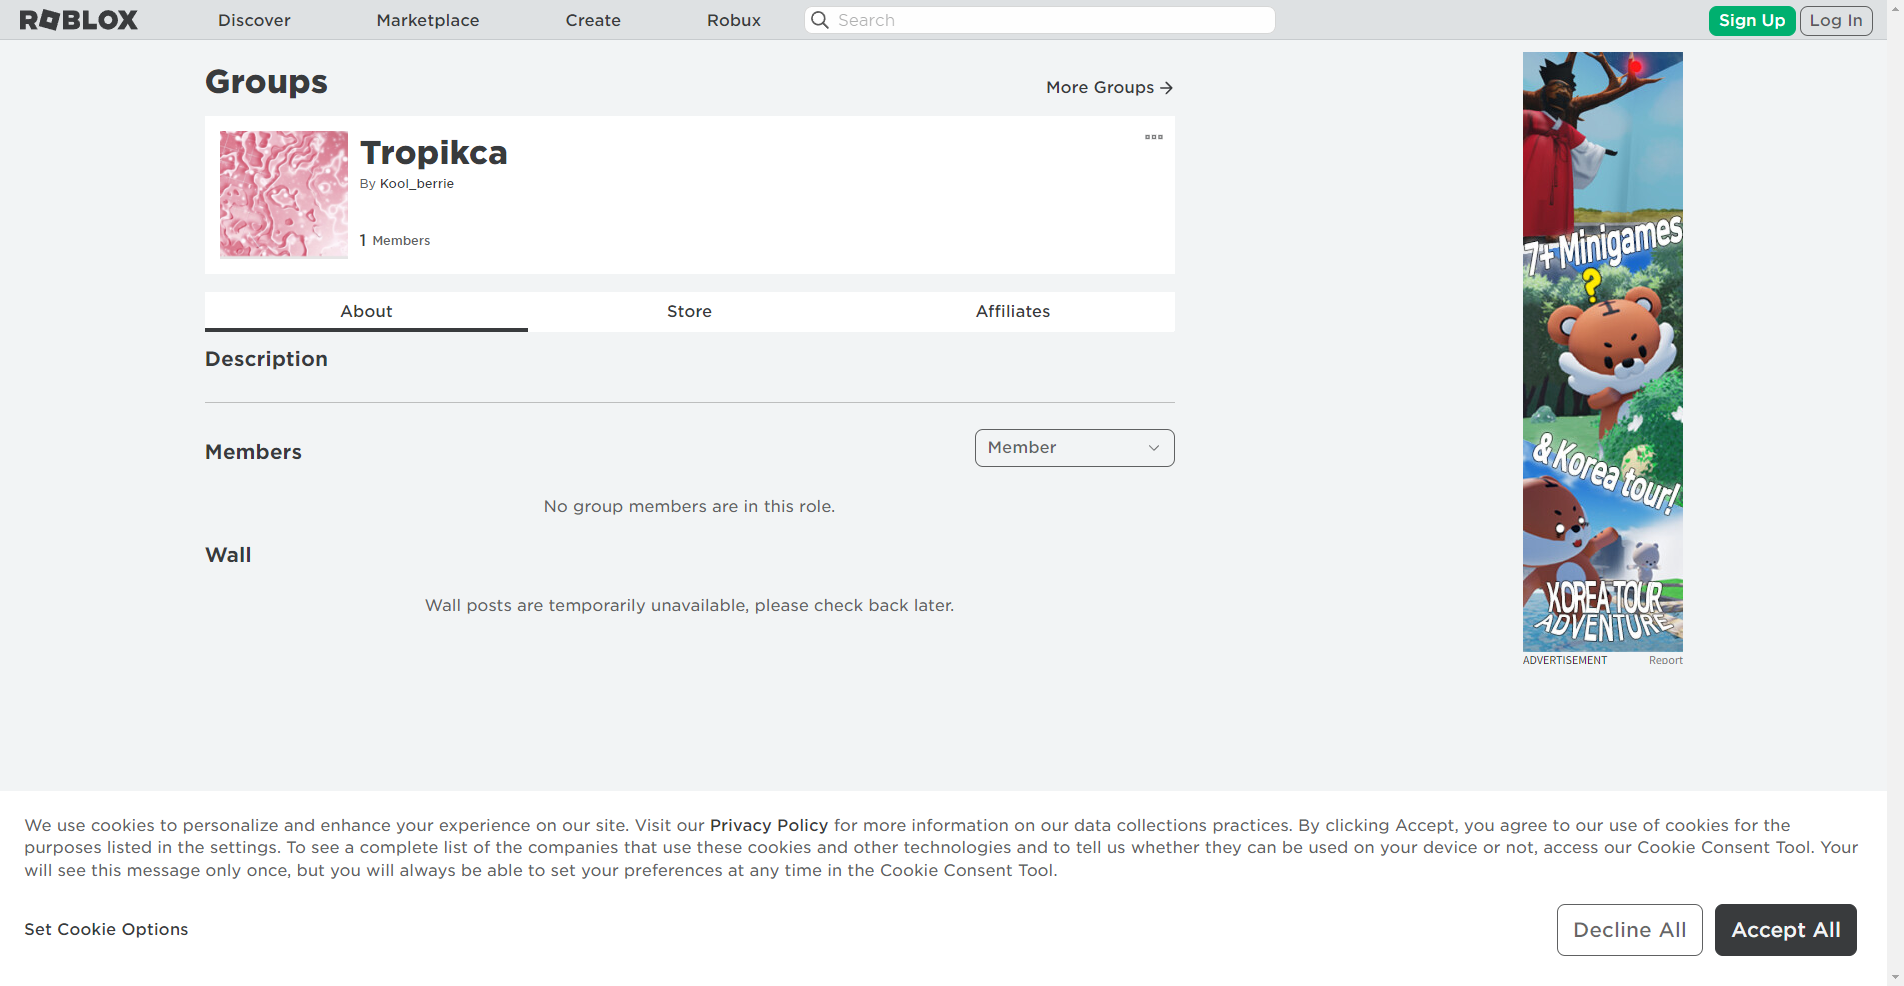 ROBLOX Discover Marketplace Create Robux Search Sign Up Log In
Groups
More Groups
Tropikca
By Kool_berrie
1 Members
About Store Affiliates
Description
Members
Member
No group members are in this role.
Wall
Wall posts are temporarily unavailable, please check back later.
7+ Minigames
?
& Korea tour!
KOREA TOUR
ADVENTURE
ADVERTISEMENT Report
We use cookies to personalize and enhance your experience on our site. Visit our Privacy Policy for more information on our data collections practices. By clicking Accept, you agree to our use of cookies for the
purposes listed in the settings. To see a complete list of the companies that use these cookies and other technologies and to tell us whether they can be used on your device or not, access our Cookie Consent Tool. Your
will see this message only once, but you will always be able to set your preferences at any time in the Cookie Consent Tool.
Set Cookie Options
Decline All Accept All